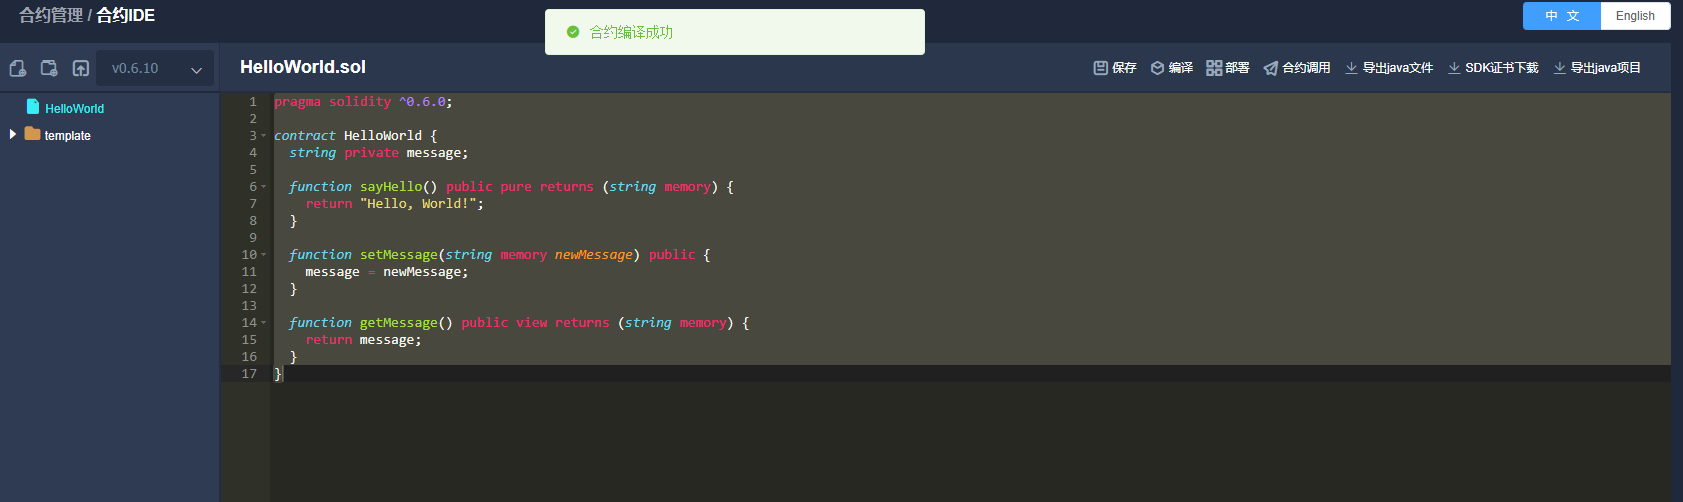 合约管理 / 合约IDE
合约编译成功
中 文 English
v0.6.10
HelloWorld.sol
保存 编译 部署 合约调用 导出java文件 SDK证书下载 导出java项目
HelloWorld
template
1 pragma solidity ^0.6.0;
2
3 contract HelloWorld {
4 string private message;
5
6 function sayHello() public pure returns (string memory) {
7 return "Hello, World!";
8 }
9
10 function setMessage(string memory newMessage) public {
11 message = newMessage;
12 }
13
14 function getMessage() public view returns (string memory) {
15 return message;
16 }
17 }